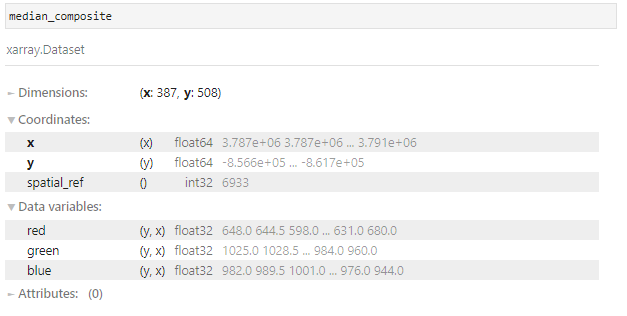 median_composite
xarray.Dataset
► Dimensions: (x: 387, y: 508)
▼ Coordinates:
x (x) float64 3.787e+06 3.787e+06 ... 3.791e+06
y (y) float64 -8.566e+05 ... -8.617e+05
spatial_ref () int32 6933
▼ Data variables:
red (y, x) float32 648.0 644.5 598.0 ... 631.0 680.0
green (y, x) float32 1025.0 1028.5 ... 984.0 960.0
blue (y, x) float32 982.0 989.5 1001.0 ... 976.0 944.0
► Attributes: (0)